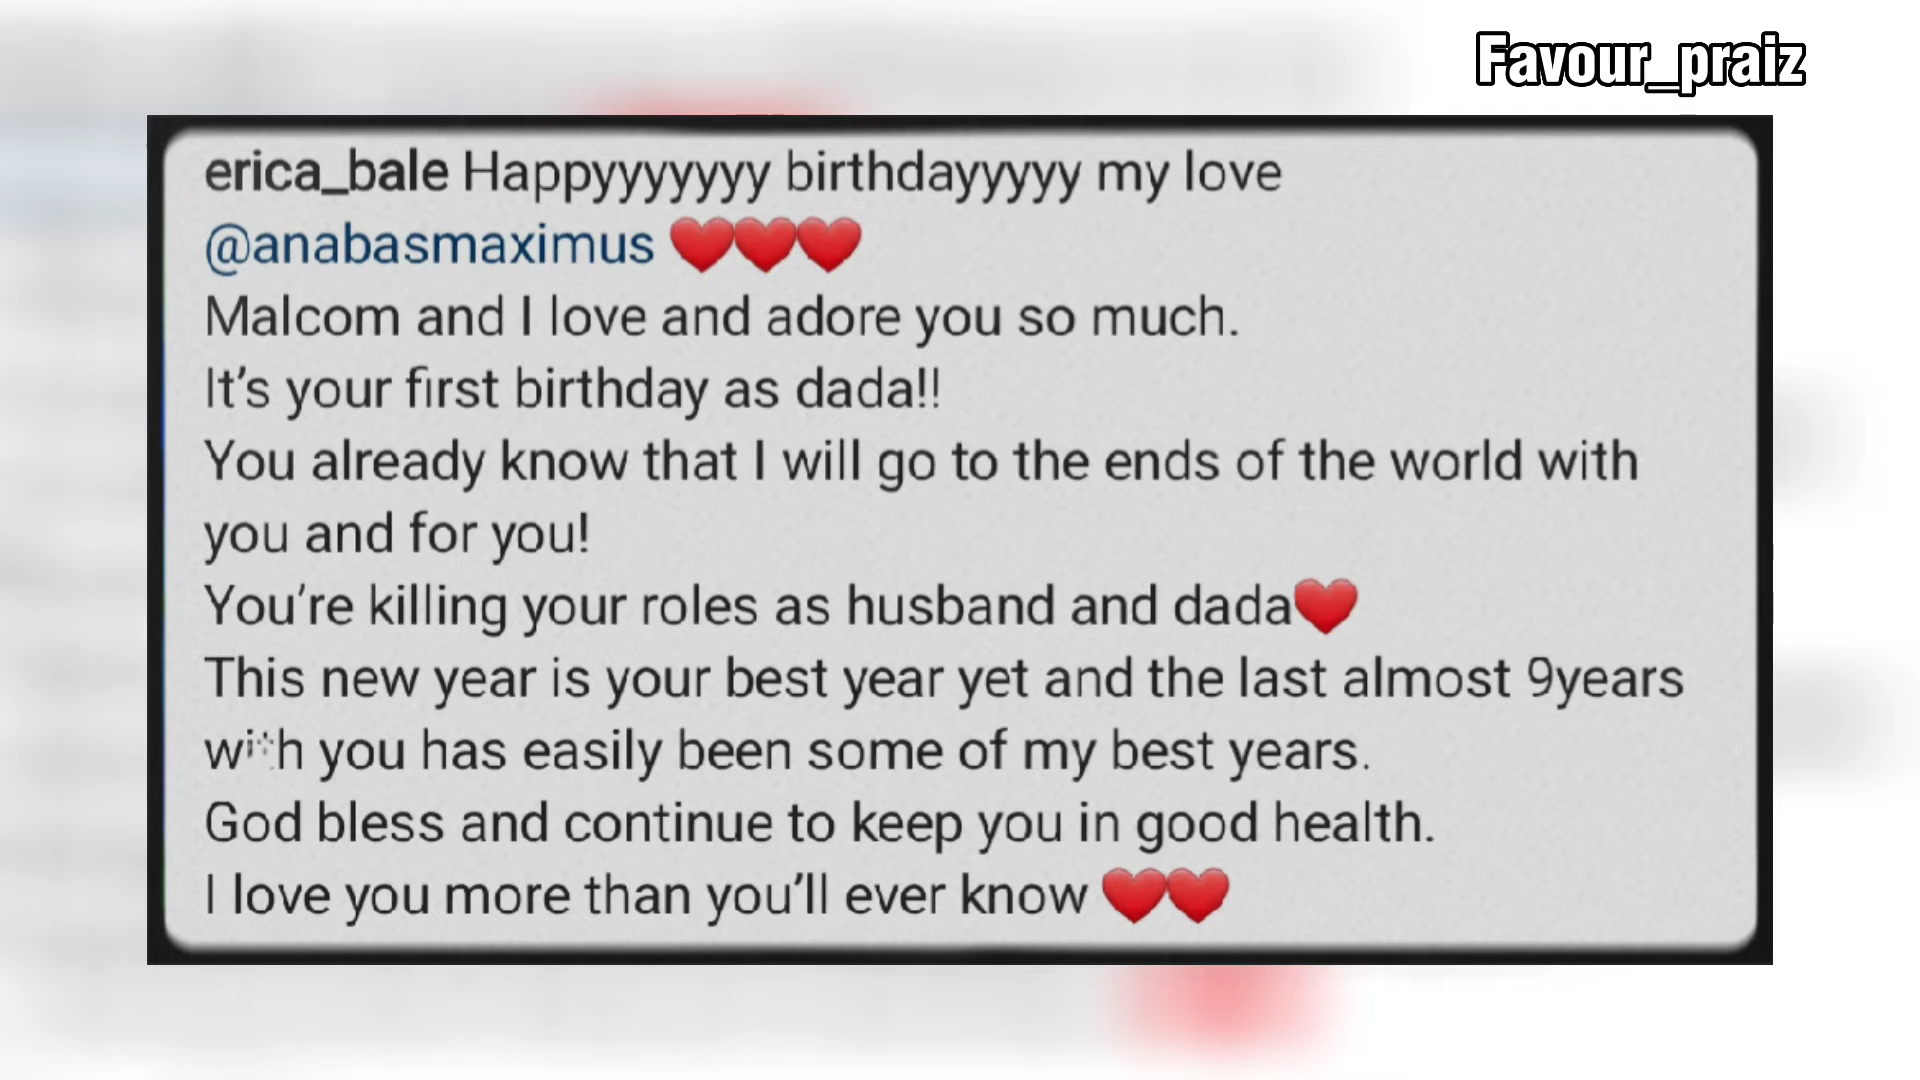 Favour_praiz
erica_bale Happyyyyyyy birthdayyyyy my love
@anabasmaximus ❤️❤️❤️
Malcom and I love and adore you so much.
It's your first birthday as dada!!
You already know that I will go to the ends of the world with
you and for you!
You're killing your roles as husband and dada❤️
This new year is your best year yet and the last almost 9years
with you has easily been some of my best years.
God bless and continue to keep you in good health.
I love you more than you'll ever know ❤️❤️